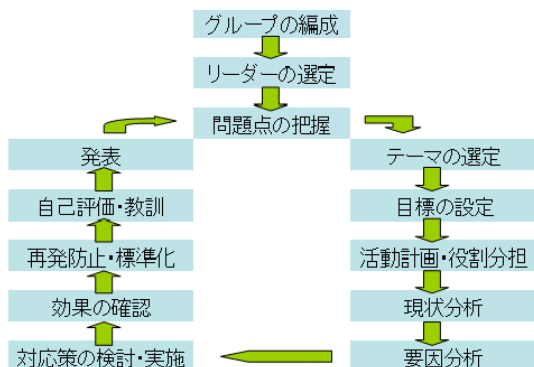 グループの編成
リーダーの選定
問題点の把握
発表
テーマの選定
自己評価・教訓
目標の設定
再発防止・標準化
活動計画・役割分担
効果の確認
現状分析
対応策の検討・実施
要因分析